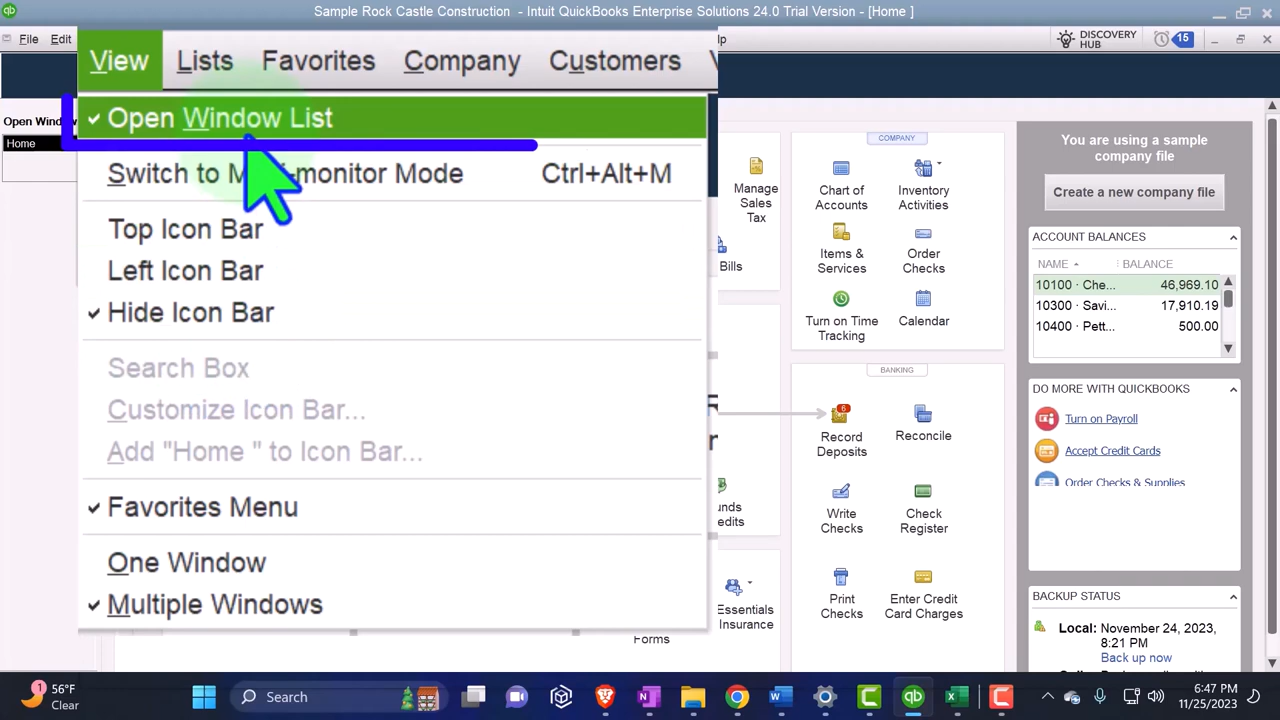 Sample Rock Castle Construction - Intuit QuickBooks Enterprise Solutions 24.0 Trial Version - [Home ]
File Edit
View Lists Favorites Company Customers
DISCOVERY
HUB
15
Open Window List
Switch to
monitor Mode Ctrl+Alt+M
Top Icon Bar
Left Icon Bar
Hide Icon Bar
Search Box
Customize Icon Bar...
Add "Home " to Icon Bar...
Favorites Menu
One Window
Multiple Windows
Home
Manage
Sales
Tax
Bills
Essentials
Insurance
Forms
COMPANY
Chart of
Accounts
Inventory
Activities
Items &
Services
Order
Checks
Turn on Time
Tracking
Calendar
BANKING
6
Record
Deposits
Reconcile
Write
Checks
Check
Register
Print
Checks
Enter Credit
Card Charges
You are using a sample
company file
Create a new company file
ACCOUNT BALANCES
NAME BALANCE
10100 · Che... 46,969.10
10300 · Savi... 17,910.19
10400 · Pett... 500.00
DO MORE WITH QUICKBOOKS
Turn on Payroll
Accept Credit Cards
Order Checks & Supplies
BACKUP STATUS
Local: November 24, 2023,
8:21 PM
Back up now
1
56°F
Clear
Search
6:47 PM
11/25/2023